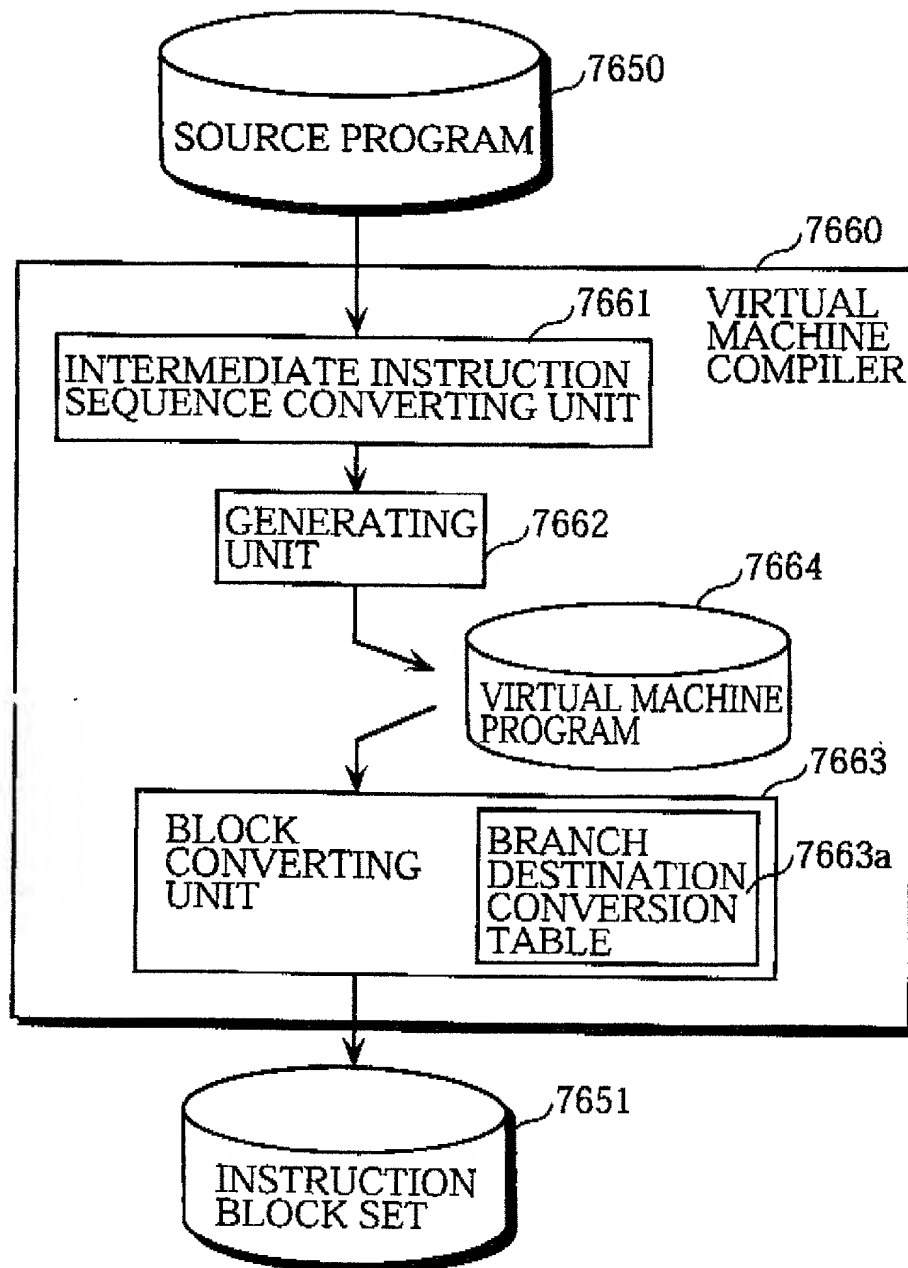 7650
SOURCE PROGRAM
7660
VIRTUAL
MACHINE
COMPILER
7661
INTERMEDIATE INSTRUCTION
SEQUENCE CONVERTING UNIT
GENERATING
UNIT
7662
7664
VIRTUAL MACHINE
PROGRAM
7663
BLOCK
CONVERTING
UNIT
BRANCH
DESTINATION
CONVERSION
TABLE
7663a
7651
INSTRUCTION
BLOCK SET